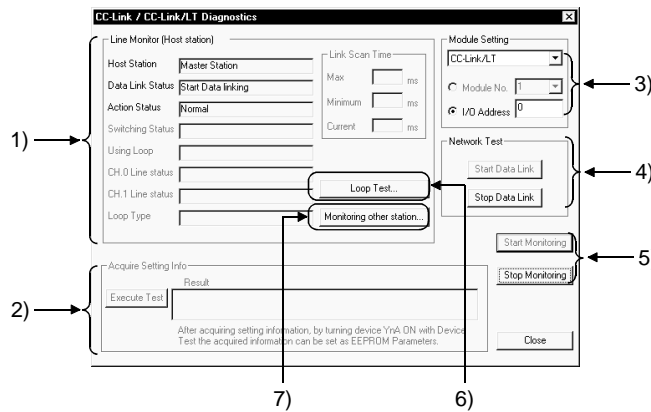 CC-Link / CC-Link/LT Diagnostics
Line Monitor (Host station)
Host Station Master Station
Data Link Status Start Data linking
Action Status Normal
Switching Status
Using Loop
CH.0 Line status
CH.1 Line status
Loop Type
Link Scan Time
Max ms
Minimum ms
Current ms
Loop Test...
Monitoring other station...
Module Setting
CC-Link/LT
Module No. 1
I/O Address 0
Network Test
Start Data Link
Stop Data Link
Start Monitoring
Stop Monitoring
Acquire Setting Info
Result
Execute Test
After acquiring setting information, by turning device YnA ON with Device
Test the acquired information can be set as EEPROM Parameters.
Close
1)
2)
3)
4)
5
6)
7)